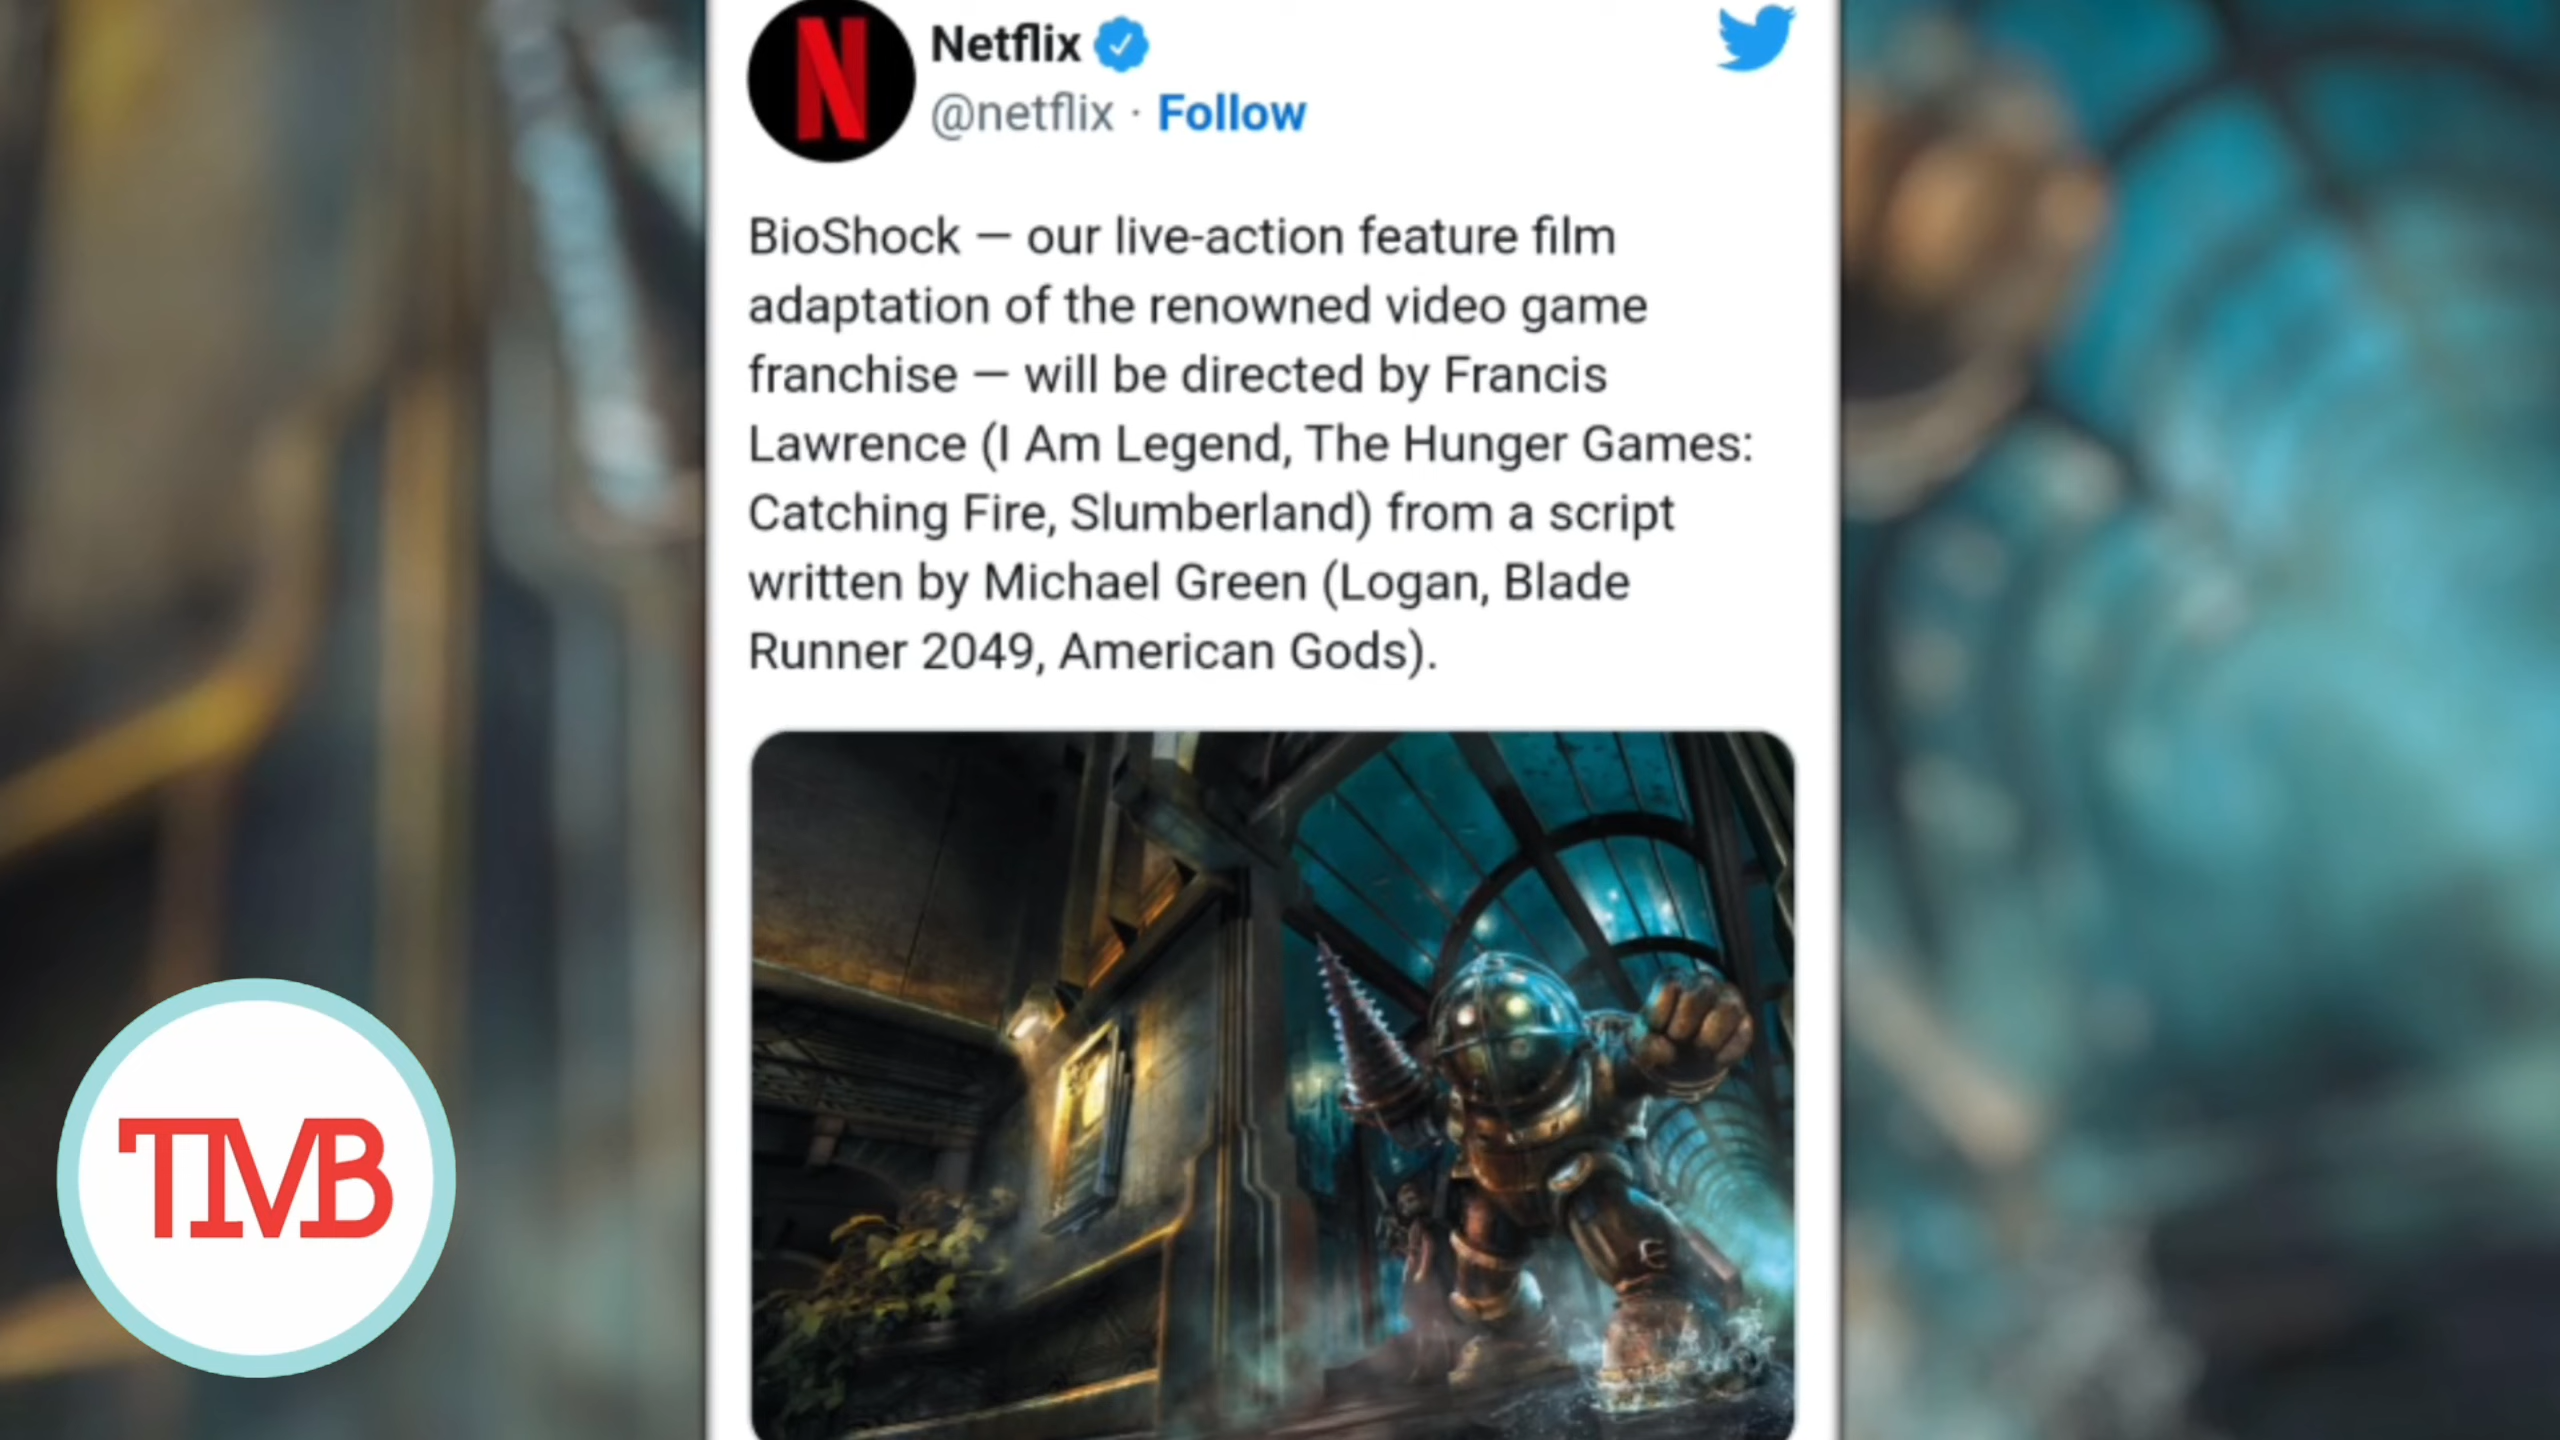 Netflix
@netflix · Follow
BioShock — our live-action feature film
adaptation of the renowned video game
franchise — will be directed by Francis
Lawrence (I Am Legend, The Hunger Games:
Catching Fire, Slumberland) from a script
written by Michael Green (Logan, Blade
Runner 2049, American Gods).
N
TMB